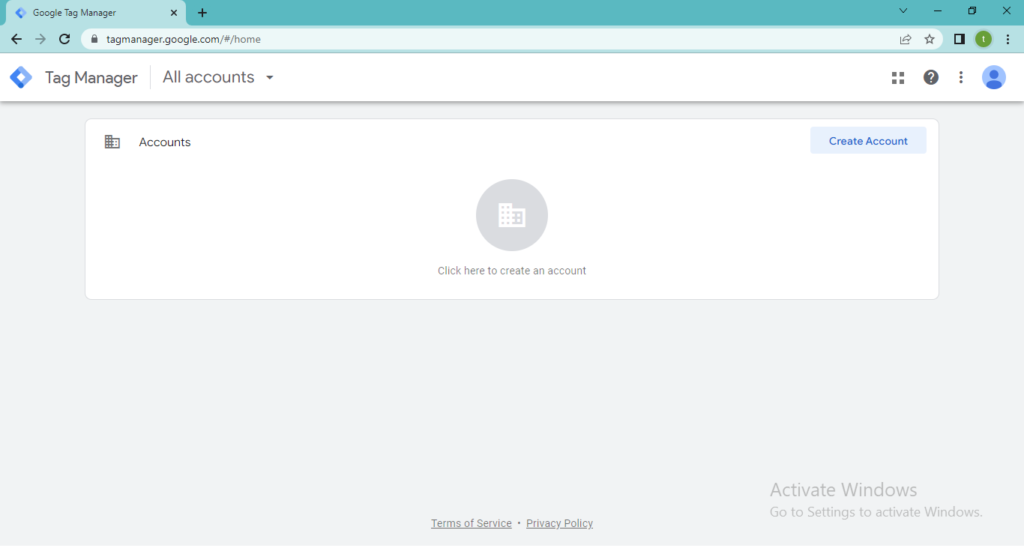 Google Tag Manager
tagmanager.google.com/#/home
t
Tag Manager
All accounts
Accounts
Create Account
Click here to create an account
Activate Windows
Go to Settings to activate Windows.
Terms of Service • Privacy Policy